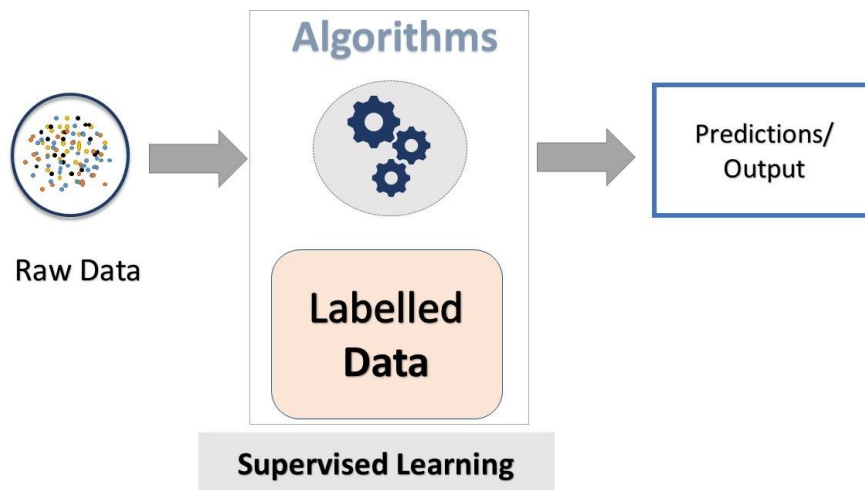 Algorithms
Raw Data
Predictions/
Output
Labelled
Data
Supervised Learning